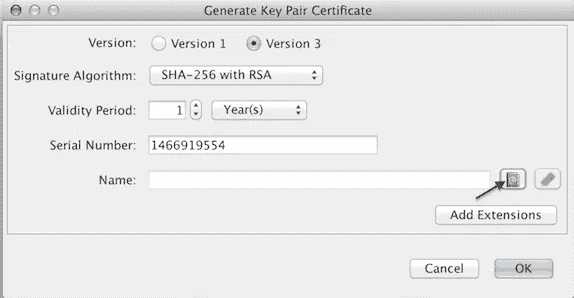 Generate Key Pair Certificate
Version: Version 1 Version 3
Signature Algorithm: SHA-256 with RSA
Validity Period: 1 Year(s)
Serial Number: 1466919554
Name:
Add Extensions
Cancel OK